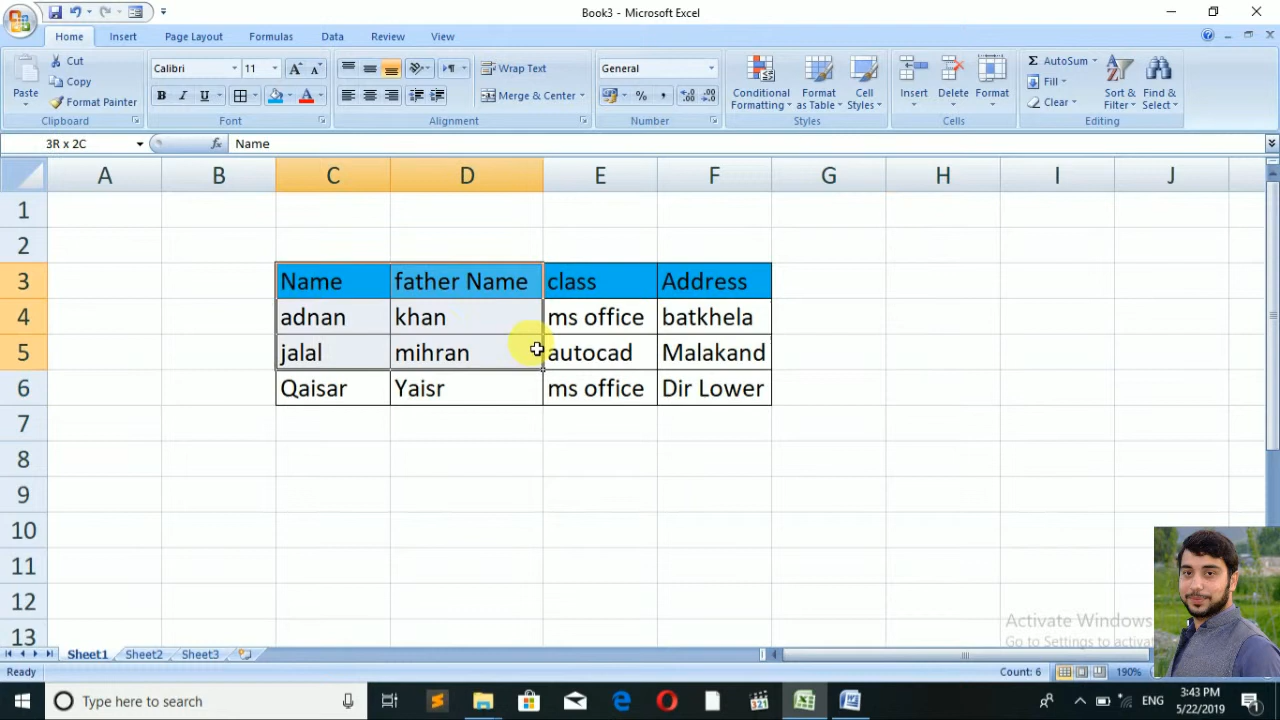 Book3 - Microsoft Excel
Home Insert Page Layout Formulas Data Review View
Cut Calibri 11 Wrap Text General AutoSum
Copy Fill
Paste Format Painter Merge & Center Conditional Formatting Format as Table Cell Styles Insert Delete Format Clear Sort & Filter Find & Select
Clipboard Font Alignment Number Styles Cells Editing
3R x 2C fx Name
A B C D E F G H I J
1
2
3 Name father Name class Address
4 adnan khan ms office batkhela
5 jalal mihran autocad Malakand
6 Qaisar Yaisr ms office Dir Lower
7
8
9
10
11
12
13
Activate Windows
Go to Settings to activa
Sheet1 Sheet2 Sheet3
Ready Count: 6 190%
Type here to search 321 ENG 3:43 PM
5/22/2019